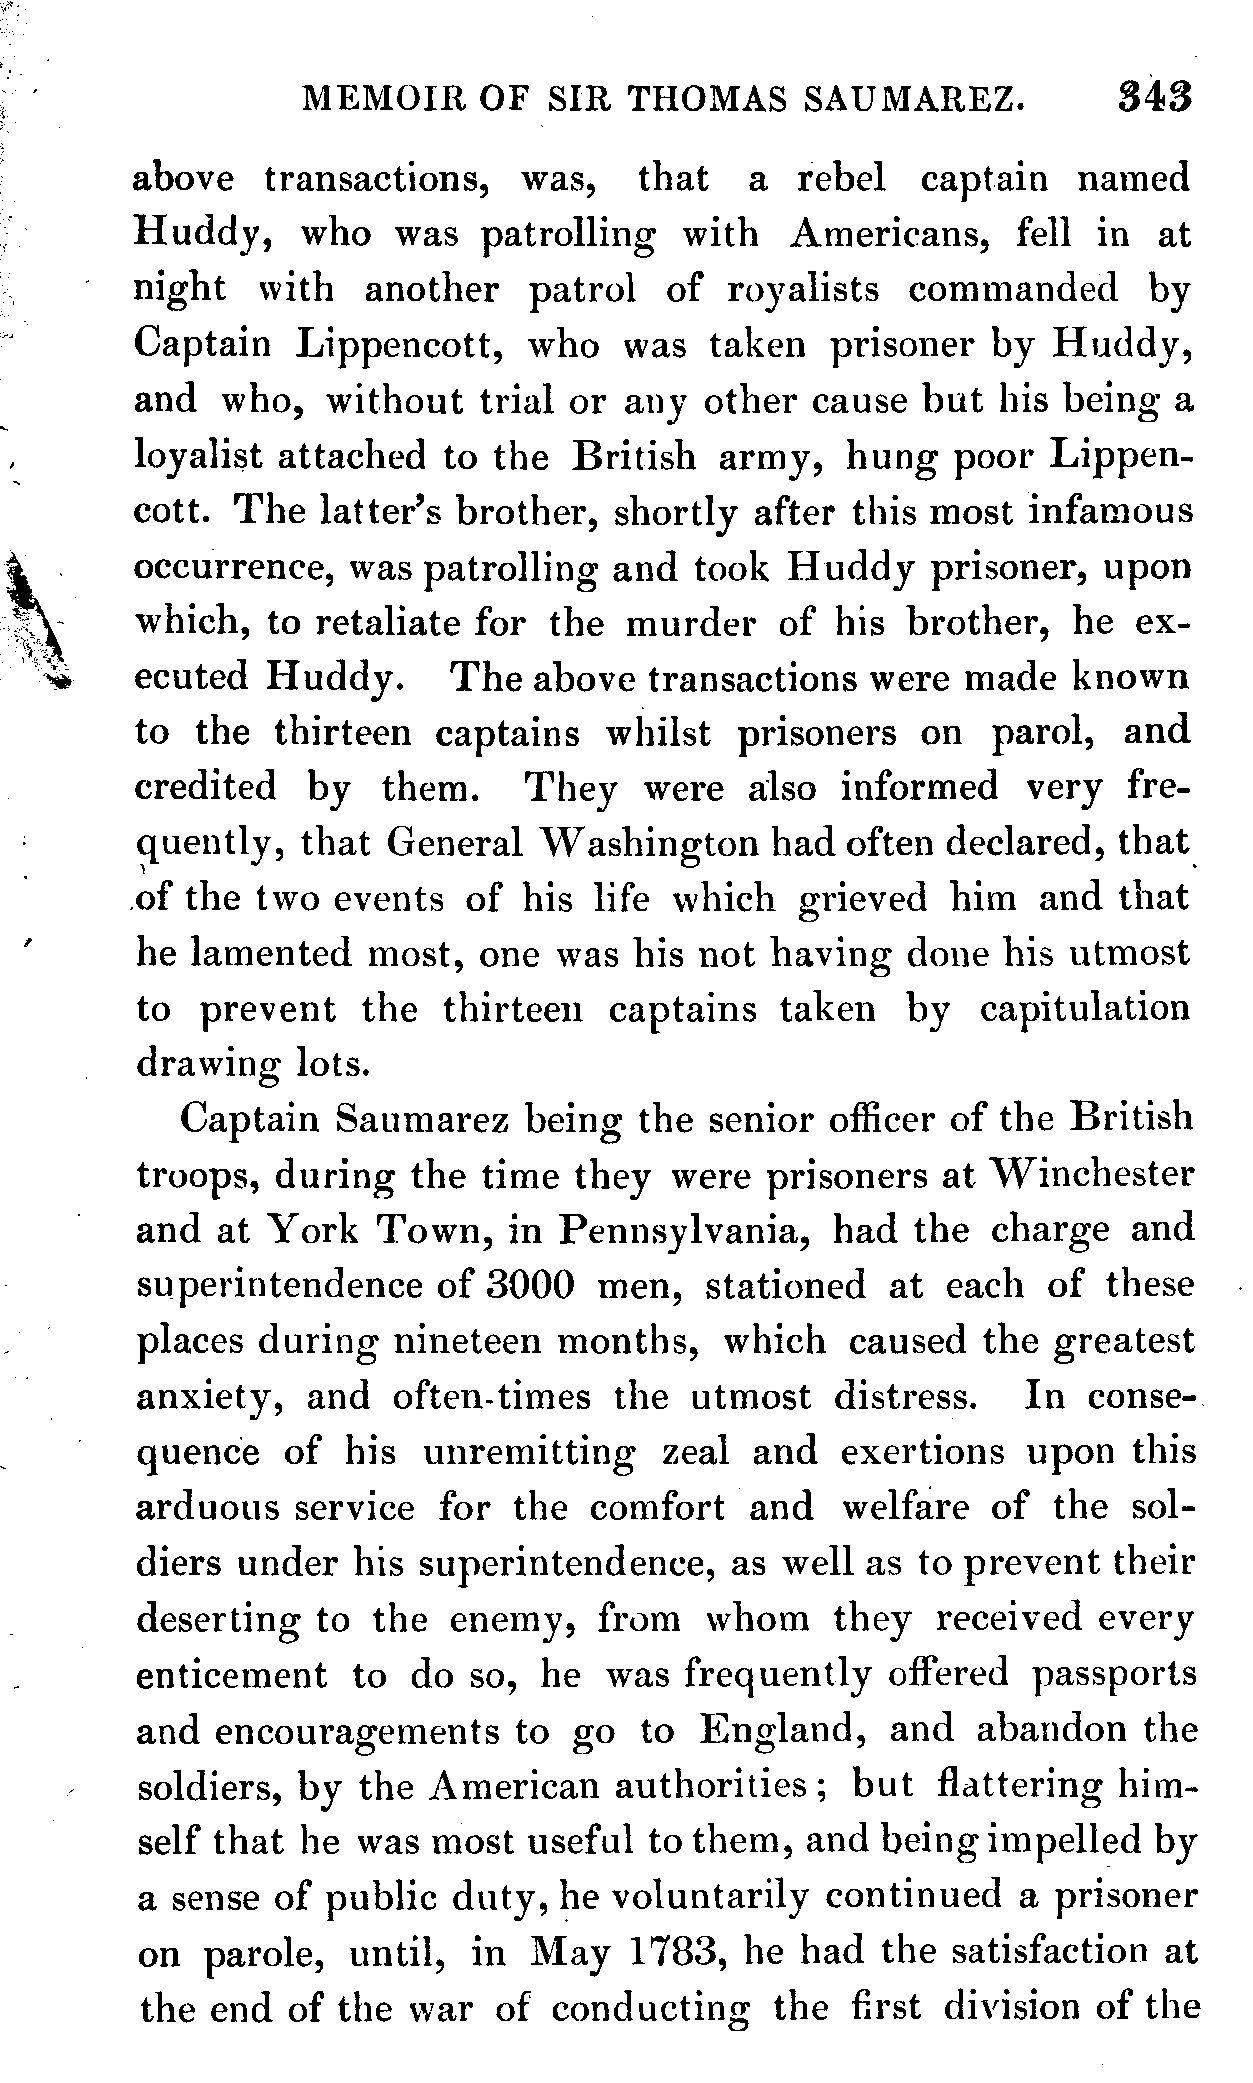 MEMOIR OF SIR THOMAS SAUMAREZ. 343
above transactions, was, that a rebel captain named
Huddy, who was patrolling with Americans, fell in at
night with another patrol of royalists commanded by
Captain Lippencott, who was taken prisoner by Huddy,
and who, without trial or any other cause but his being a
loyalist attached to the British army, hung poor Lippen-
cott. The latter's brother, shortly after this most infamous
occurrence, was patrolling and took Huddy prisoner, upon
which, to retaliate for the murder of his brother, he ex-
ecuted Huddy. The above transactions were made known
to the thirteen captains whilst prisoners on parol, and
credited by them. They were also informed very fre-
quently, that General Washington had often declared, that
of the two events of his life which grieved him and that
he lamented most, one was his not having done his utmost
to prevent the thirteen captains taken by capitulation
drawing lots.
Captain Saumarez being the senior officer of the British
troops, during the time they were prisoners at Winchester
and at York Town, in Pennsylvania, had the charge and
superintendence of 3000 men, stationed at each of these
places during nineteen months, which caused the greatest
anxiety, and often-times the utmost distress. In conse-
quence of his unremitting zeal and exertions upon this
arduous service for the comfort and welfare of the sol-
diers under his superintendence, as well as to prevent their
deserting to the enemy, from whom they received every
enticement to do so, he was frequently offered passports
and encouragements to go to England, and abandon the
soldiers, by the American authorities; but flattering him-
self that he was most useful to them, and being impelled by
a sense of public duty, he voluntarily continued a prisoner
on parole, until, in May 1783, he had the satisfaction at
the end of the war of conducting the first division of the